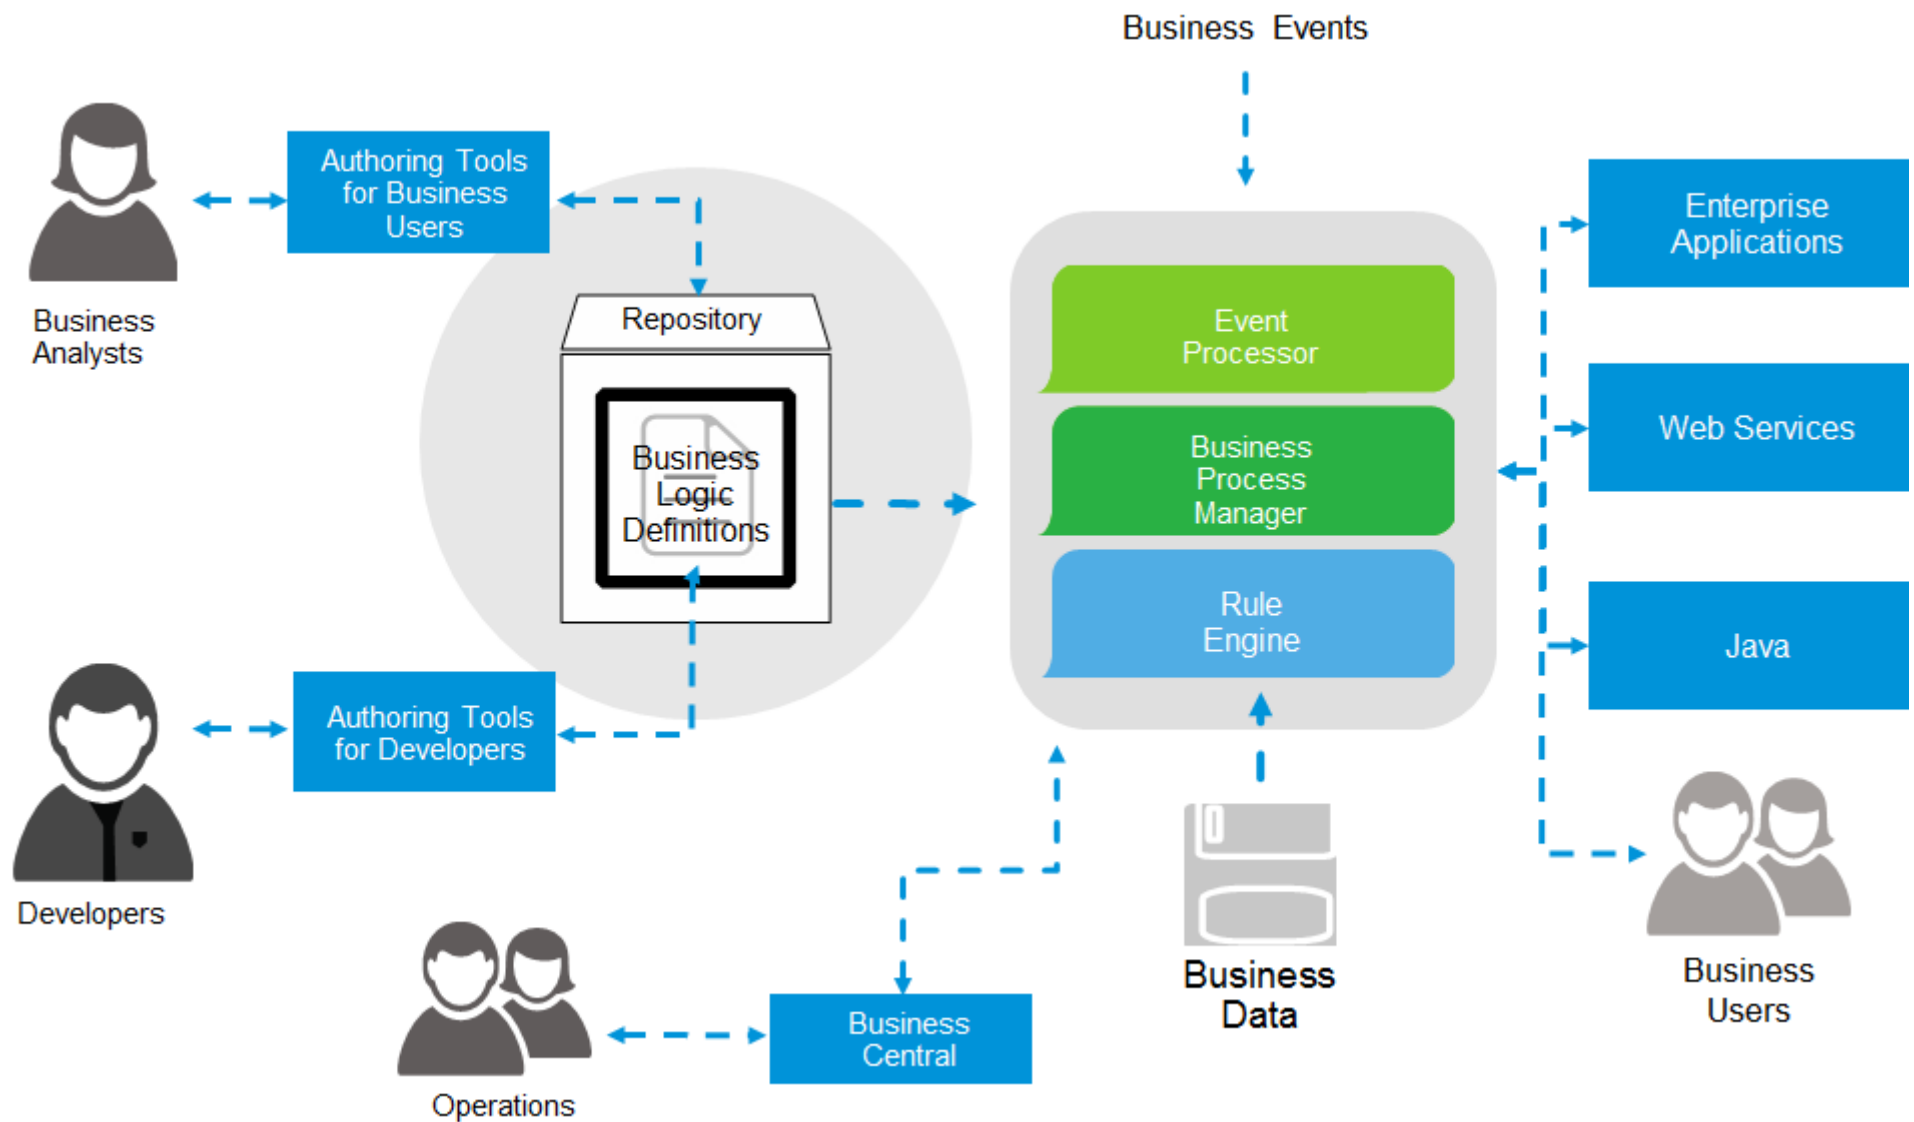 Business Events
Authoring Tools
for Business
Users
Business
Analysts
Repository
Business
Logic
Definitions
Authoring Tools
for Developers
Developers
Operations
Business
Central
Event
Processor
Business
Process
Manager
Rule
Engine
Business
Data
Enterprise
Applications
Web Services
Java
Business
Users